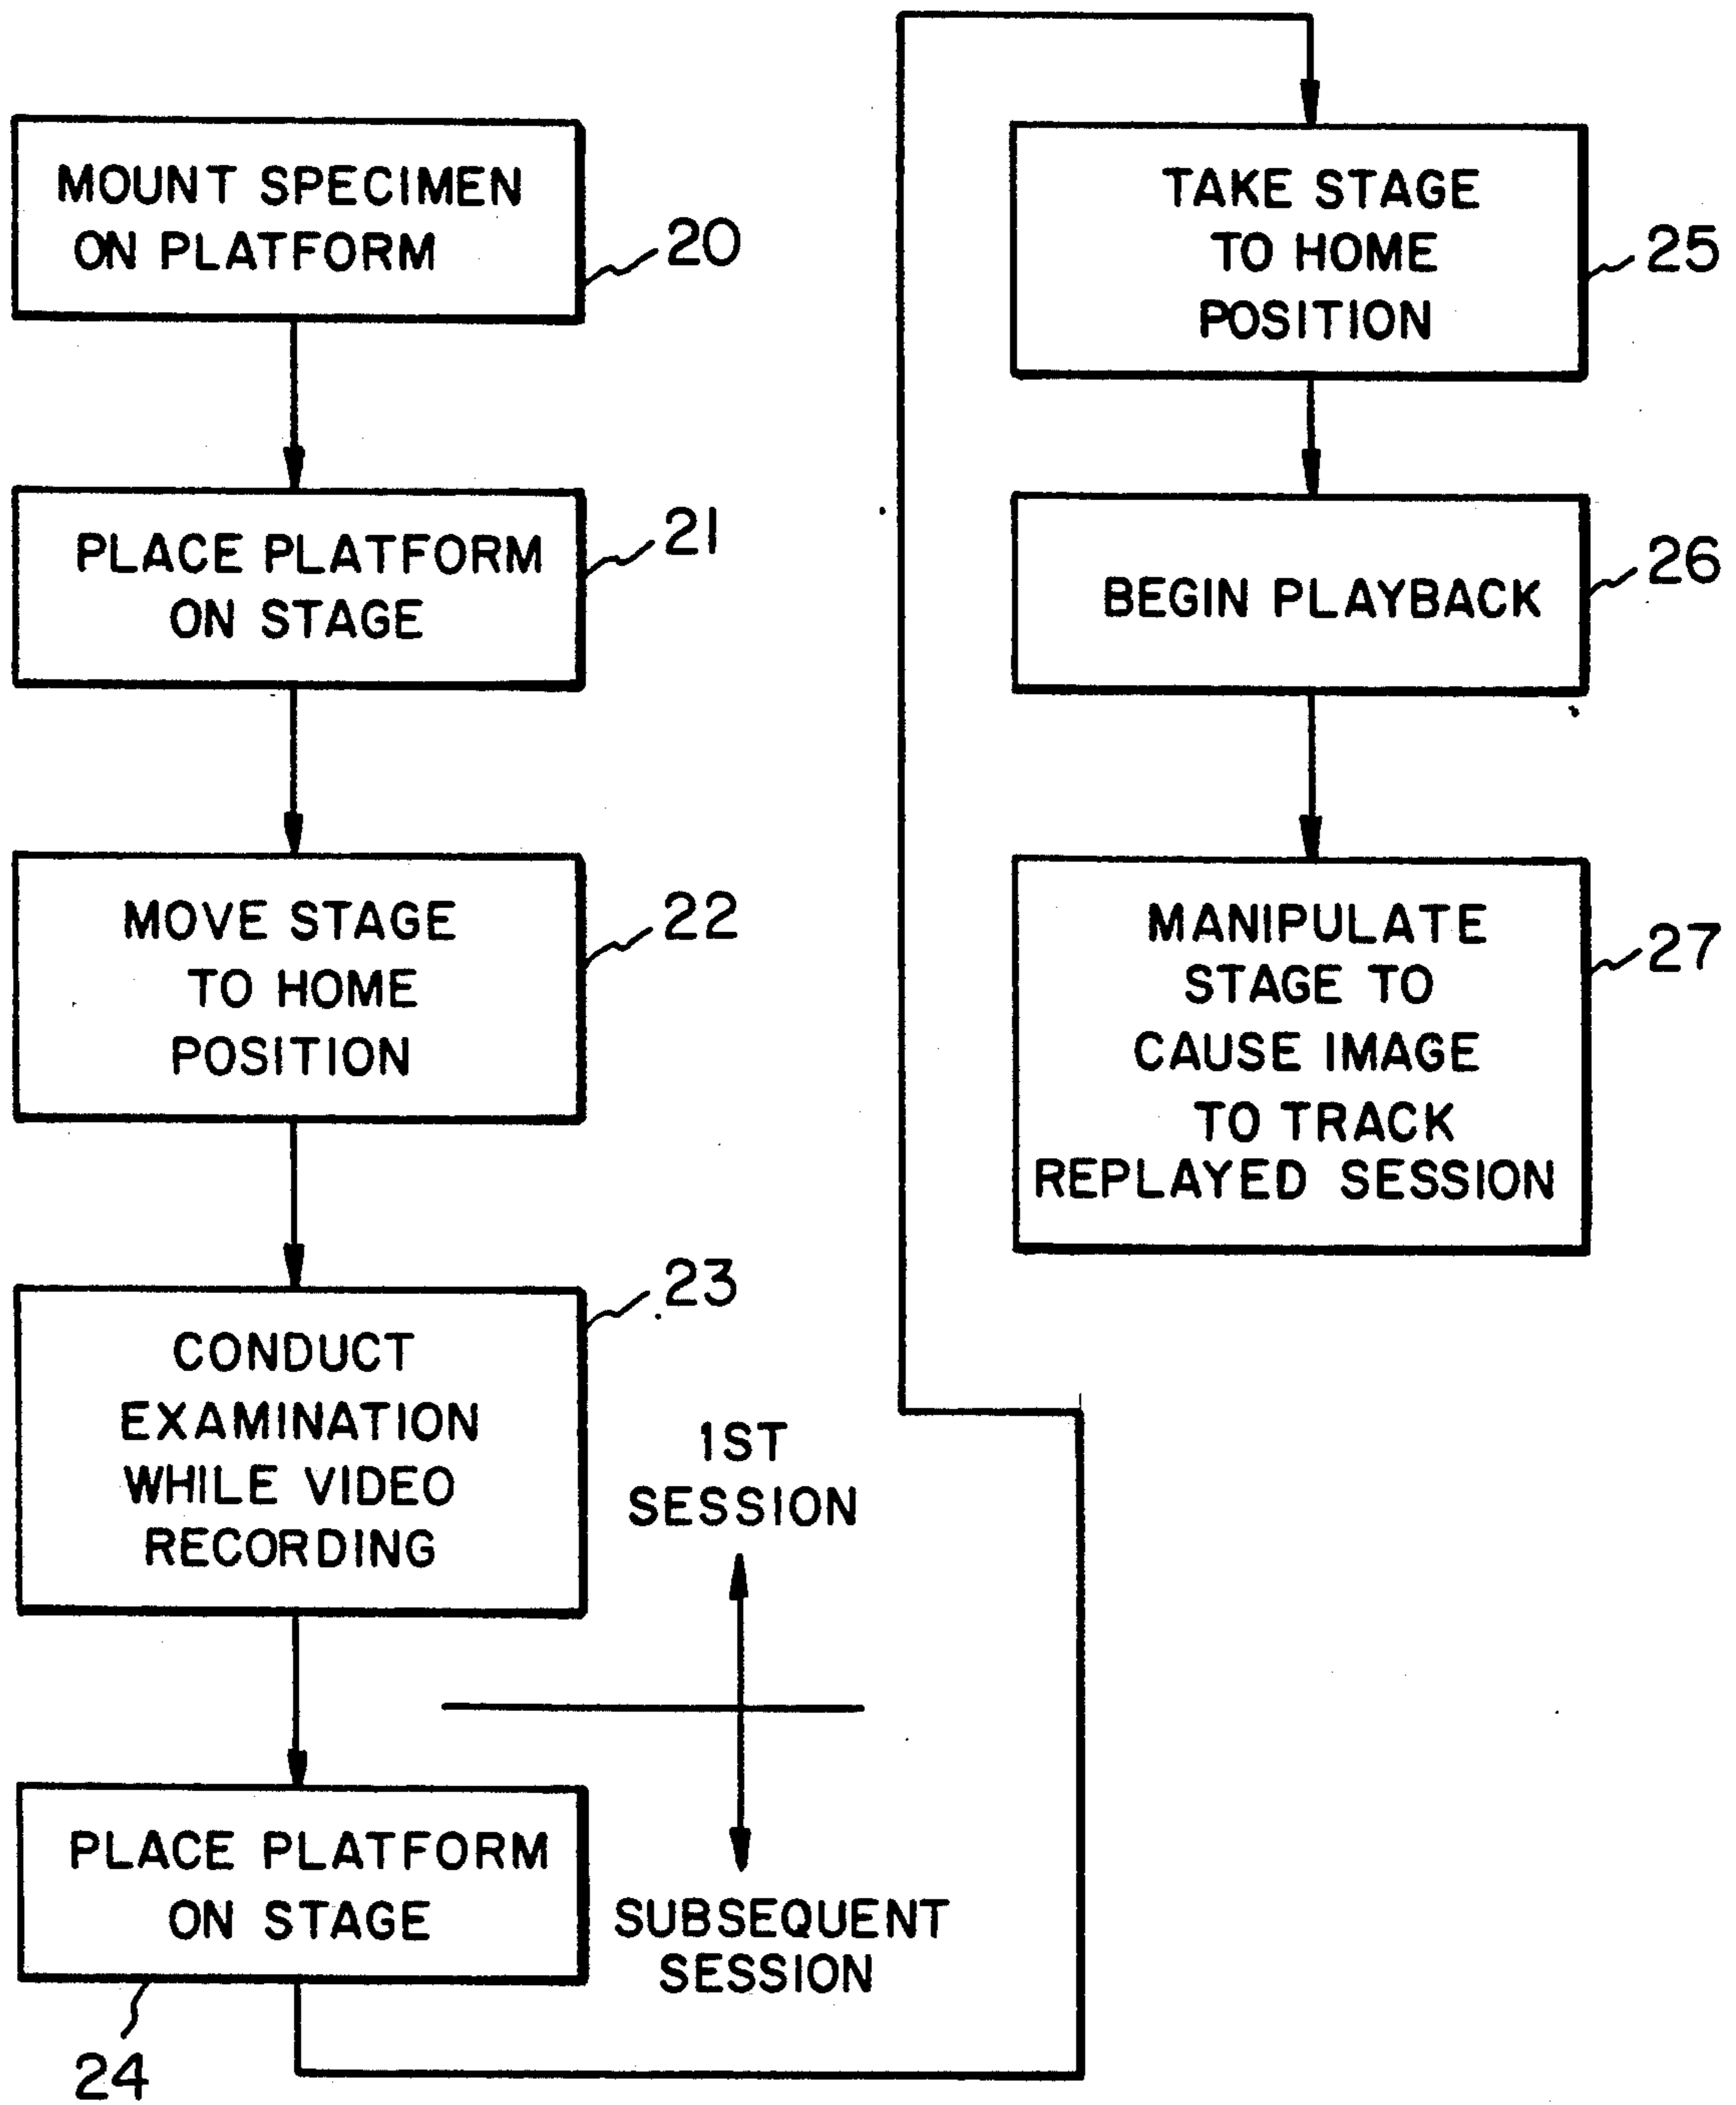 MOUNT SPECIMEN
ON PLATFORM
20
PLACE PLATFORM
ON STAGE
21
MOVE STAGE
TO HOME
POSITION
22
CONDUCT
EXAMINATION
WHILE VIDEO
RECORDING
23
1ST
SESSION
SUBSEQUENT
SESSION
PLACE PLATFORM
ON STAGE
24
TAKE STAGE
TO HOME
POSITION
25
BEGIN PLAYBACK
26
MANIPULATE
STAGE TO
CAUSE IMAGE
TO TRACK
REPLAYED SESSION
27